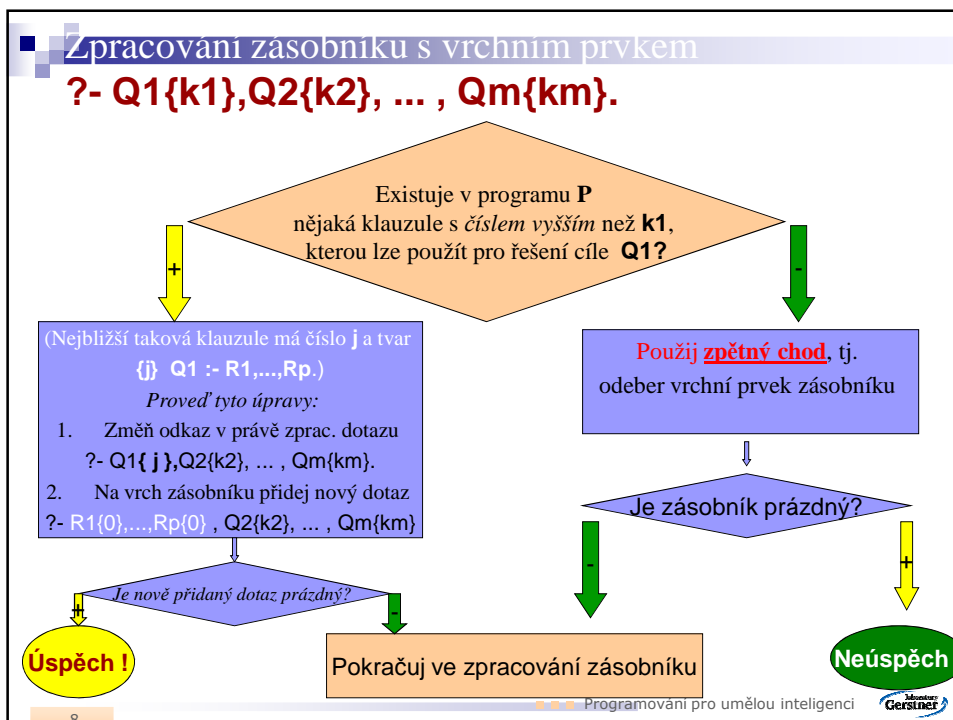 Zpracování zásobníku s vrchním prvkem
?- Q1{k1},Q2{k2}, ... , Qm{km}.
Existuje v programu P
nějaká klauzule s číslem vyšším než k1,
kterou lze použít pro řešení cíle Q1?
+
-
(Nejbližší taková klauzule má číslo j a tvar
{j} Q1 :- R1,...,Rp.)
Proveď tyto úpravy:
1. Změň odkaz v právě zprac. dotazu
?- Q1{ j },Q2{k2}, ... , Qm{km}.
2. Na vrch zásobníku přidej nový dotaz
?- R1{0},...,Rp{0} , Q2{k2}, ... , Qm{km}
Použij zpětný chod, tj.
odeber vrchní prvek zásobníku
Je zásobník prázdný?
-
+
Je nově přidaný dotaz prázdný?
+
-
Úspěch !
Pokračuj ve zpracování zásobníku
Neúspěch
Programování pro umělou inteligenci
laboratory
Gerstner
8